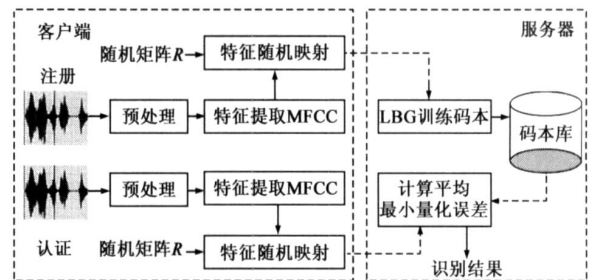 客户端
服务器
随机矩阵R
特征随机映射
注册
预处理
特征提取MFCC
LBG训练码本
码本库
预处理
特征提取MFCC
计算平均
最小量化误差
认证
随机矩阵R
特征随机映射
识别结果